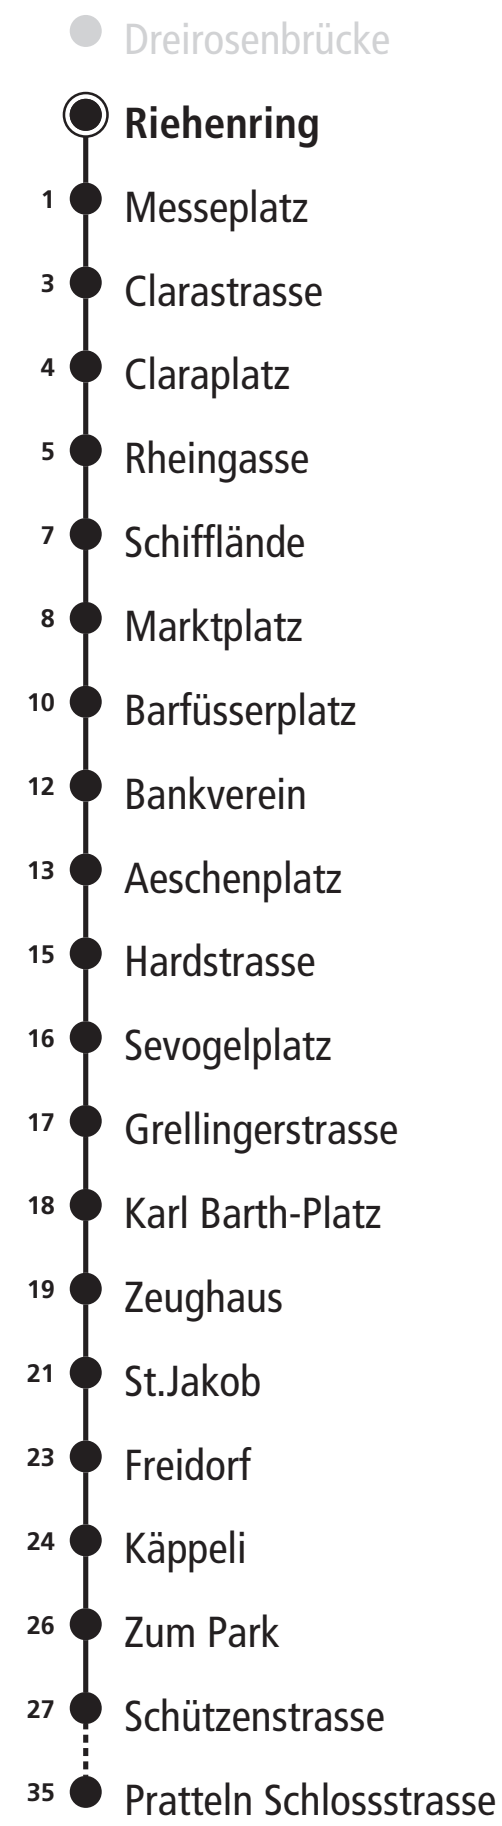 Dreirosenbrücke
Riehenring
1 Messeplatz
3 Clarastrasse
4 Claraplatz
5 Rheingasse
7 Schifflände
8 Marktplatz
10 Barfüsserplatz
12 Bankverein
13 Aeschenplatz
15 Hardstrasse
16 Sevogelplatz
17 Grellingerstrasse
18 Karl Barth-Platz
19 Zeughaus
21 St.Jakob
23 Freidorf
24 Käppeli
26 Zum Park
27 Schützenstrasse
35 Pratteln Schlossstrasse